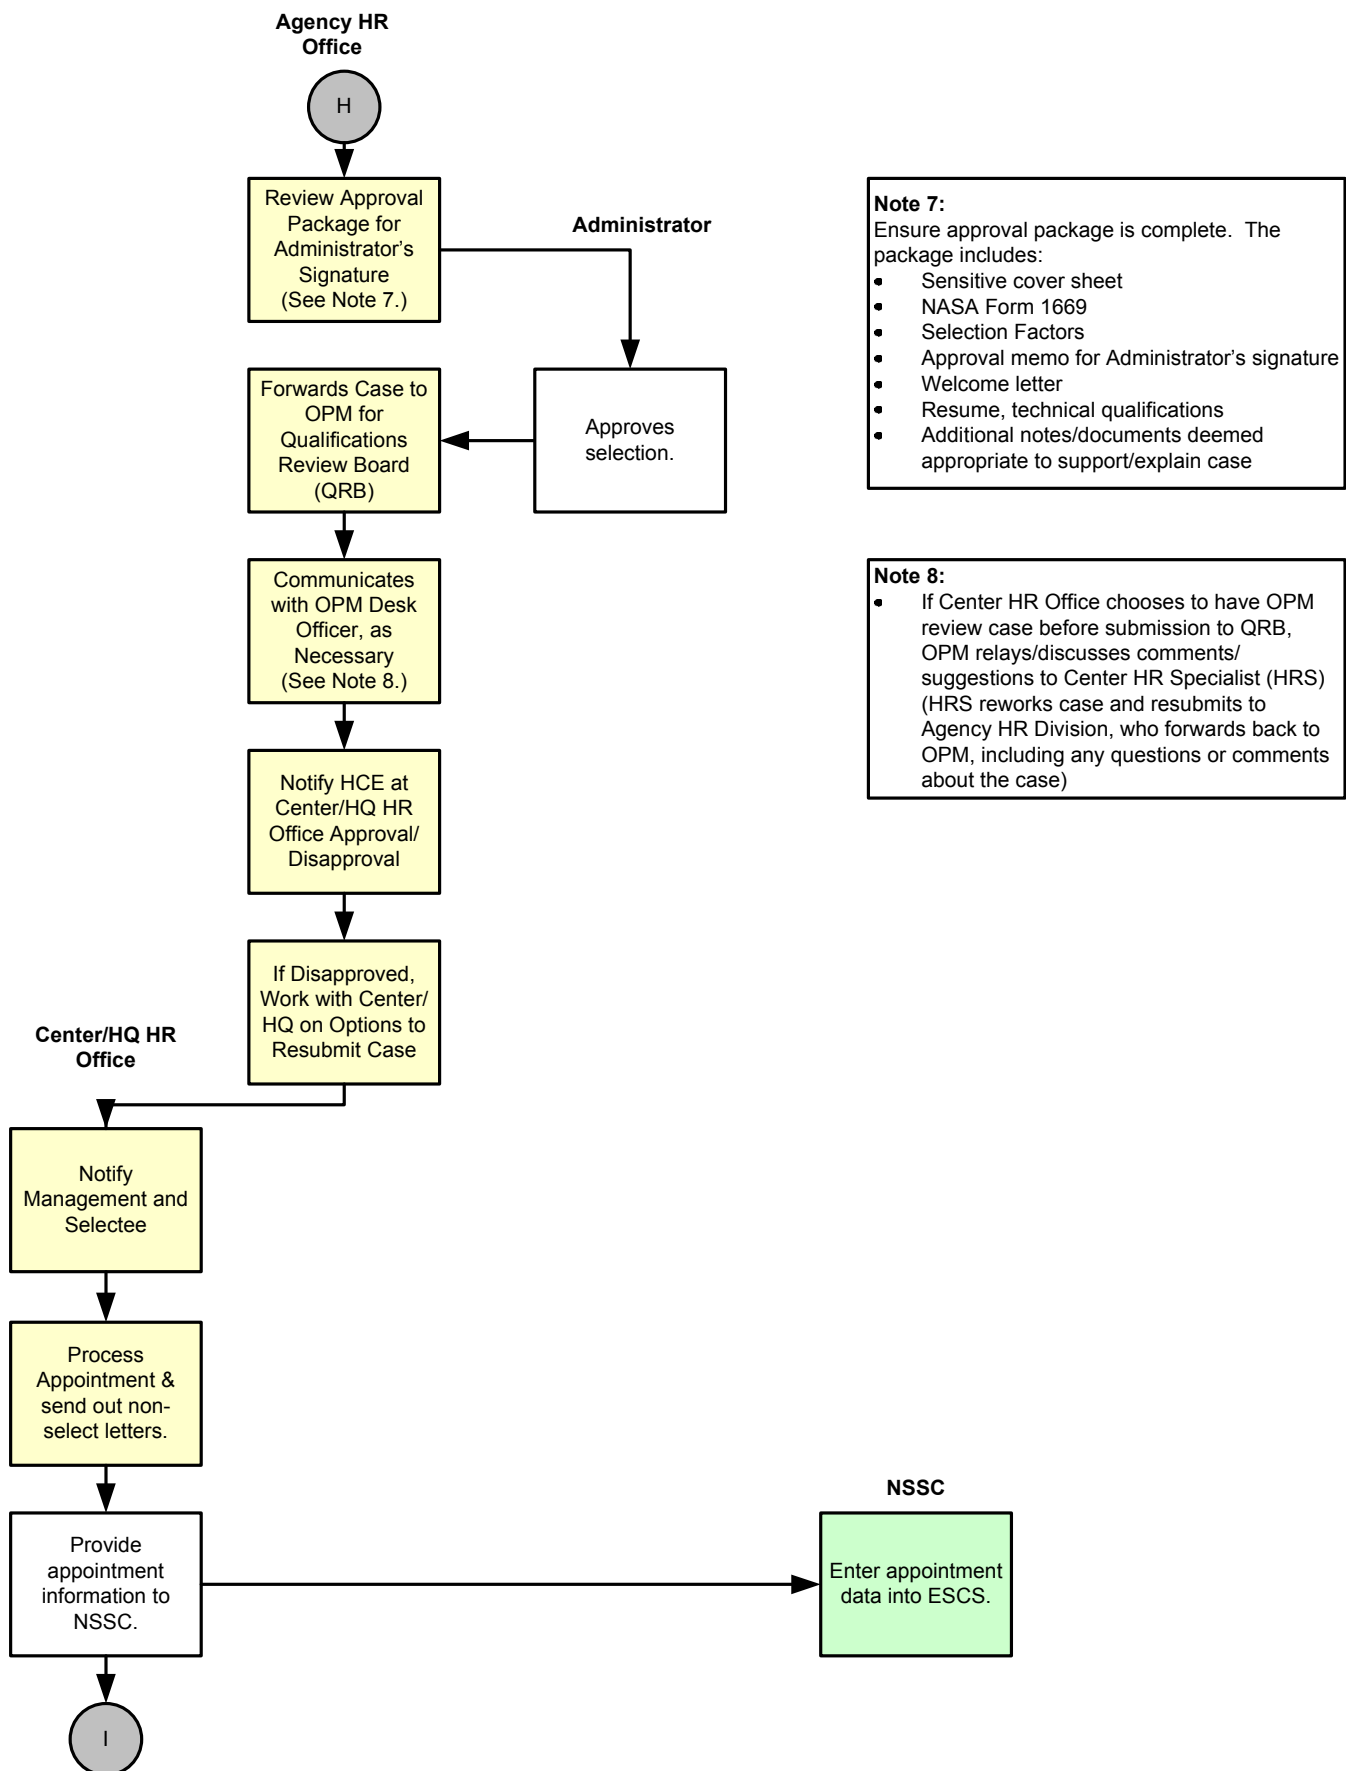 Agency HR
Office
H
Review Approval
Package for
Administrator’s
Signature
(See Note 7.)
Administrator
Note 7:
Ensure approval package is complete.  The
package includes:
• Sensitive cover sheet
• NASA Form 1669
• Selection Factors
• Approval memo for Administrator’s signature
• Welcome letter
• Resume, technical qualifications
• Additional notes/documents deemed
appropriate to support/explain case
Forwards Case to
OPM for
Qualifications
Review Board
(QRB)
Approves
selection.
Communicates
with OPM Desk
Officer, as
Necessary
(See Note 8.)
Note 8:
• If Center HR Office chooses to have OPM
review case before submission to QRB,
OPM relays/discusses comments/
suggestions to Center HR Specialist (HRS)
(HRS reworks case and resubmits to
Agency HR Division, who forwards back to
OPM, including any questions or comments
about the case)
Notify HCE at
Center/HQ HR
Office Approval/
Disapproval
If Disapproved,
Work with Center/
HQ on Options to
Resubmit Case
Center/HQ HR
Office
Notify
Management and
Selectee
Process
Appointment &
send out non-
select letters.
Provide
appointment
information to
NSSC.
NSSC
Enter appointment
data into ESCS.
I